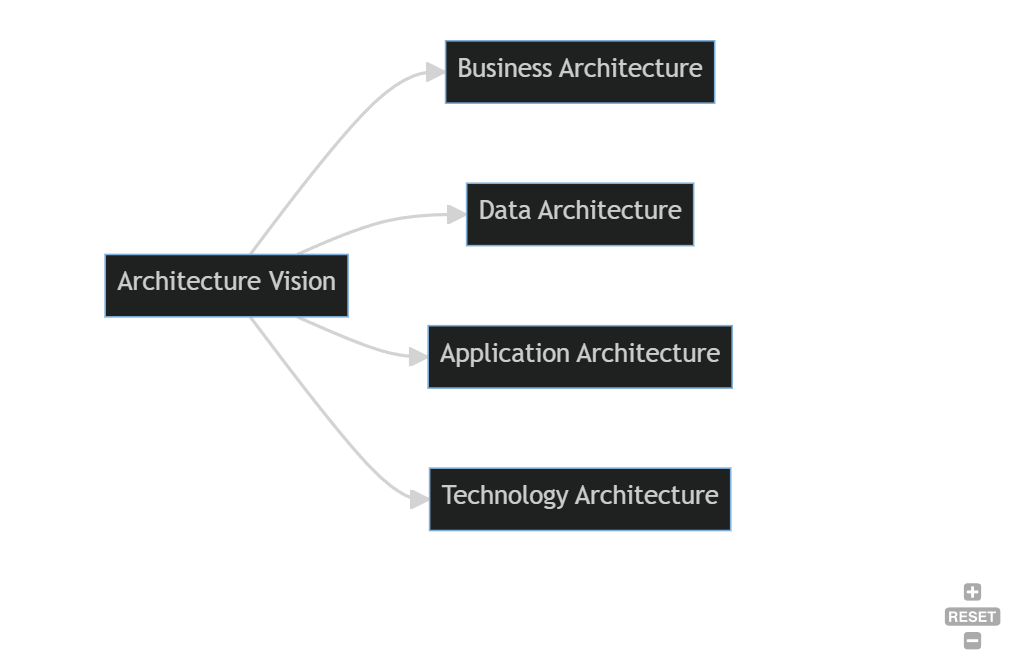 Business Architecture
Data Architecture
Architecture Vision
Application Architecture
Technology Architecture
+
RESET
−